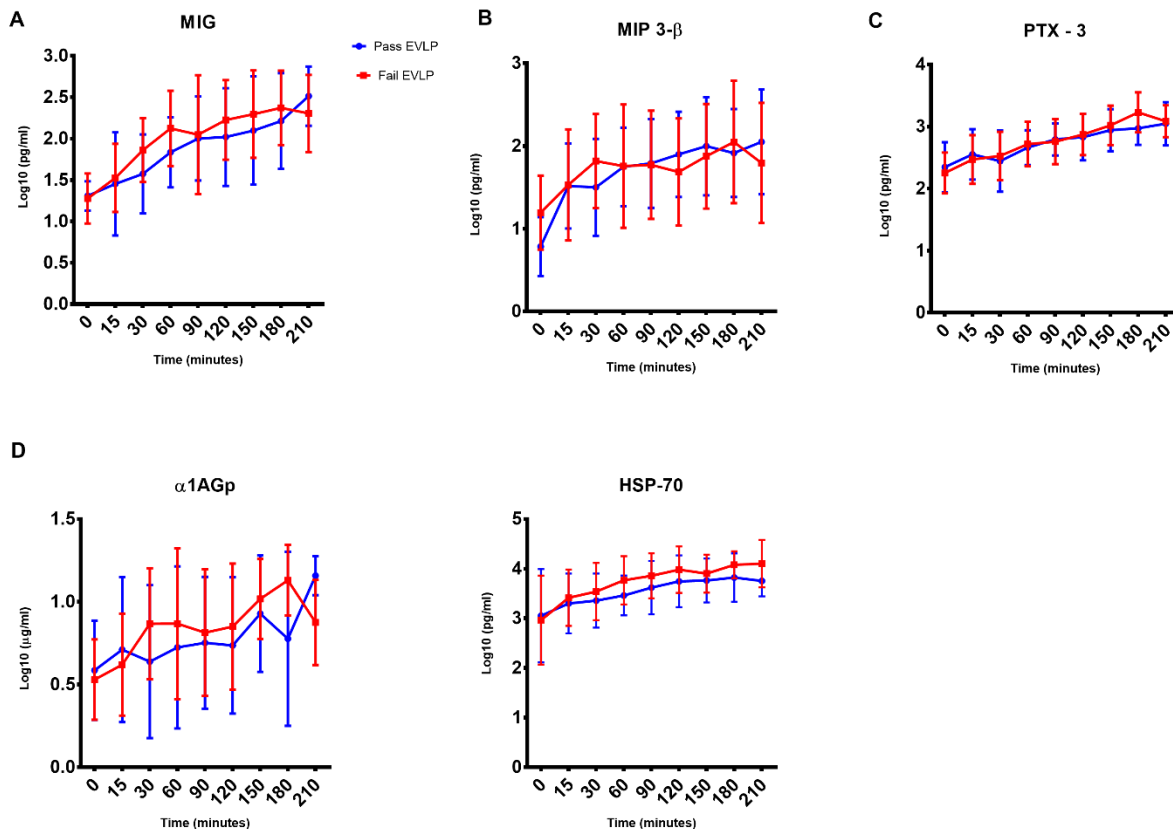 A
MIG
Pass EVLP
Fail EVLP
Log10 (pg/ml)
3.0
2.5
2.0
1.5
1.0
0.5
0.0
0 15 30 60 90 120 150 180 210
Time (minutes)
B
MIP 3-β
Log10 (pg/ml)
3
2
1
0
0 15 30 60 90 120 150 180 210
Time (minutes)
C
PTX - 3
Log10 (pg/ml)
4
3
2
1
0
0 15 30 60 90 120 150 180 210
Time (minutes)
D
α1AGp
Log10 (μg/ml)
1.5
1.0
0.5
0.0
0 15 30 60 90 120 150 180 210
Time (minutes)
HSP-70
Log10 (pg/ml)
5
4
3
2
1
0
0 15 30 60 90 120 150 180 210
Time (minutes)